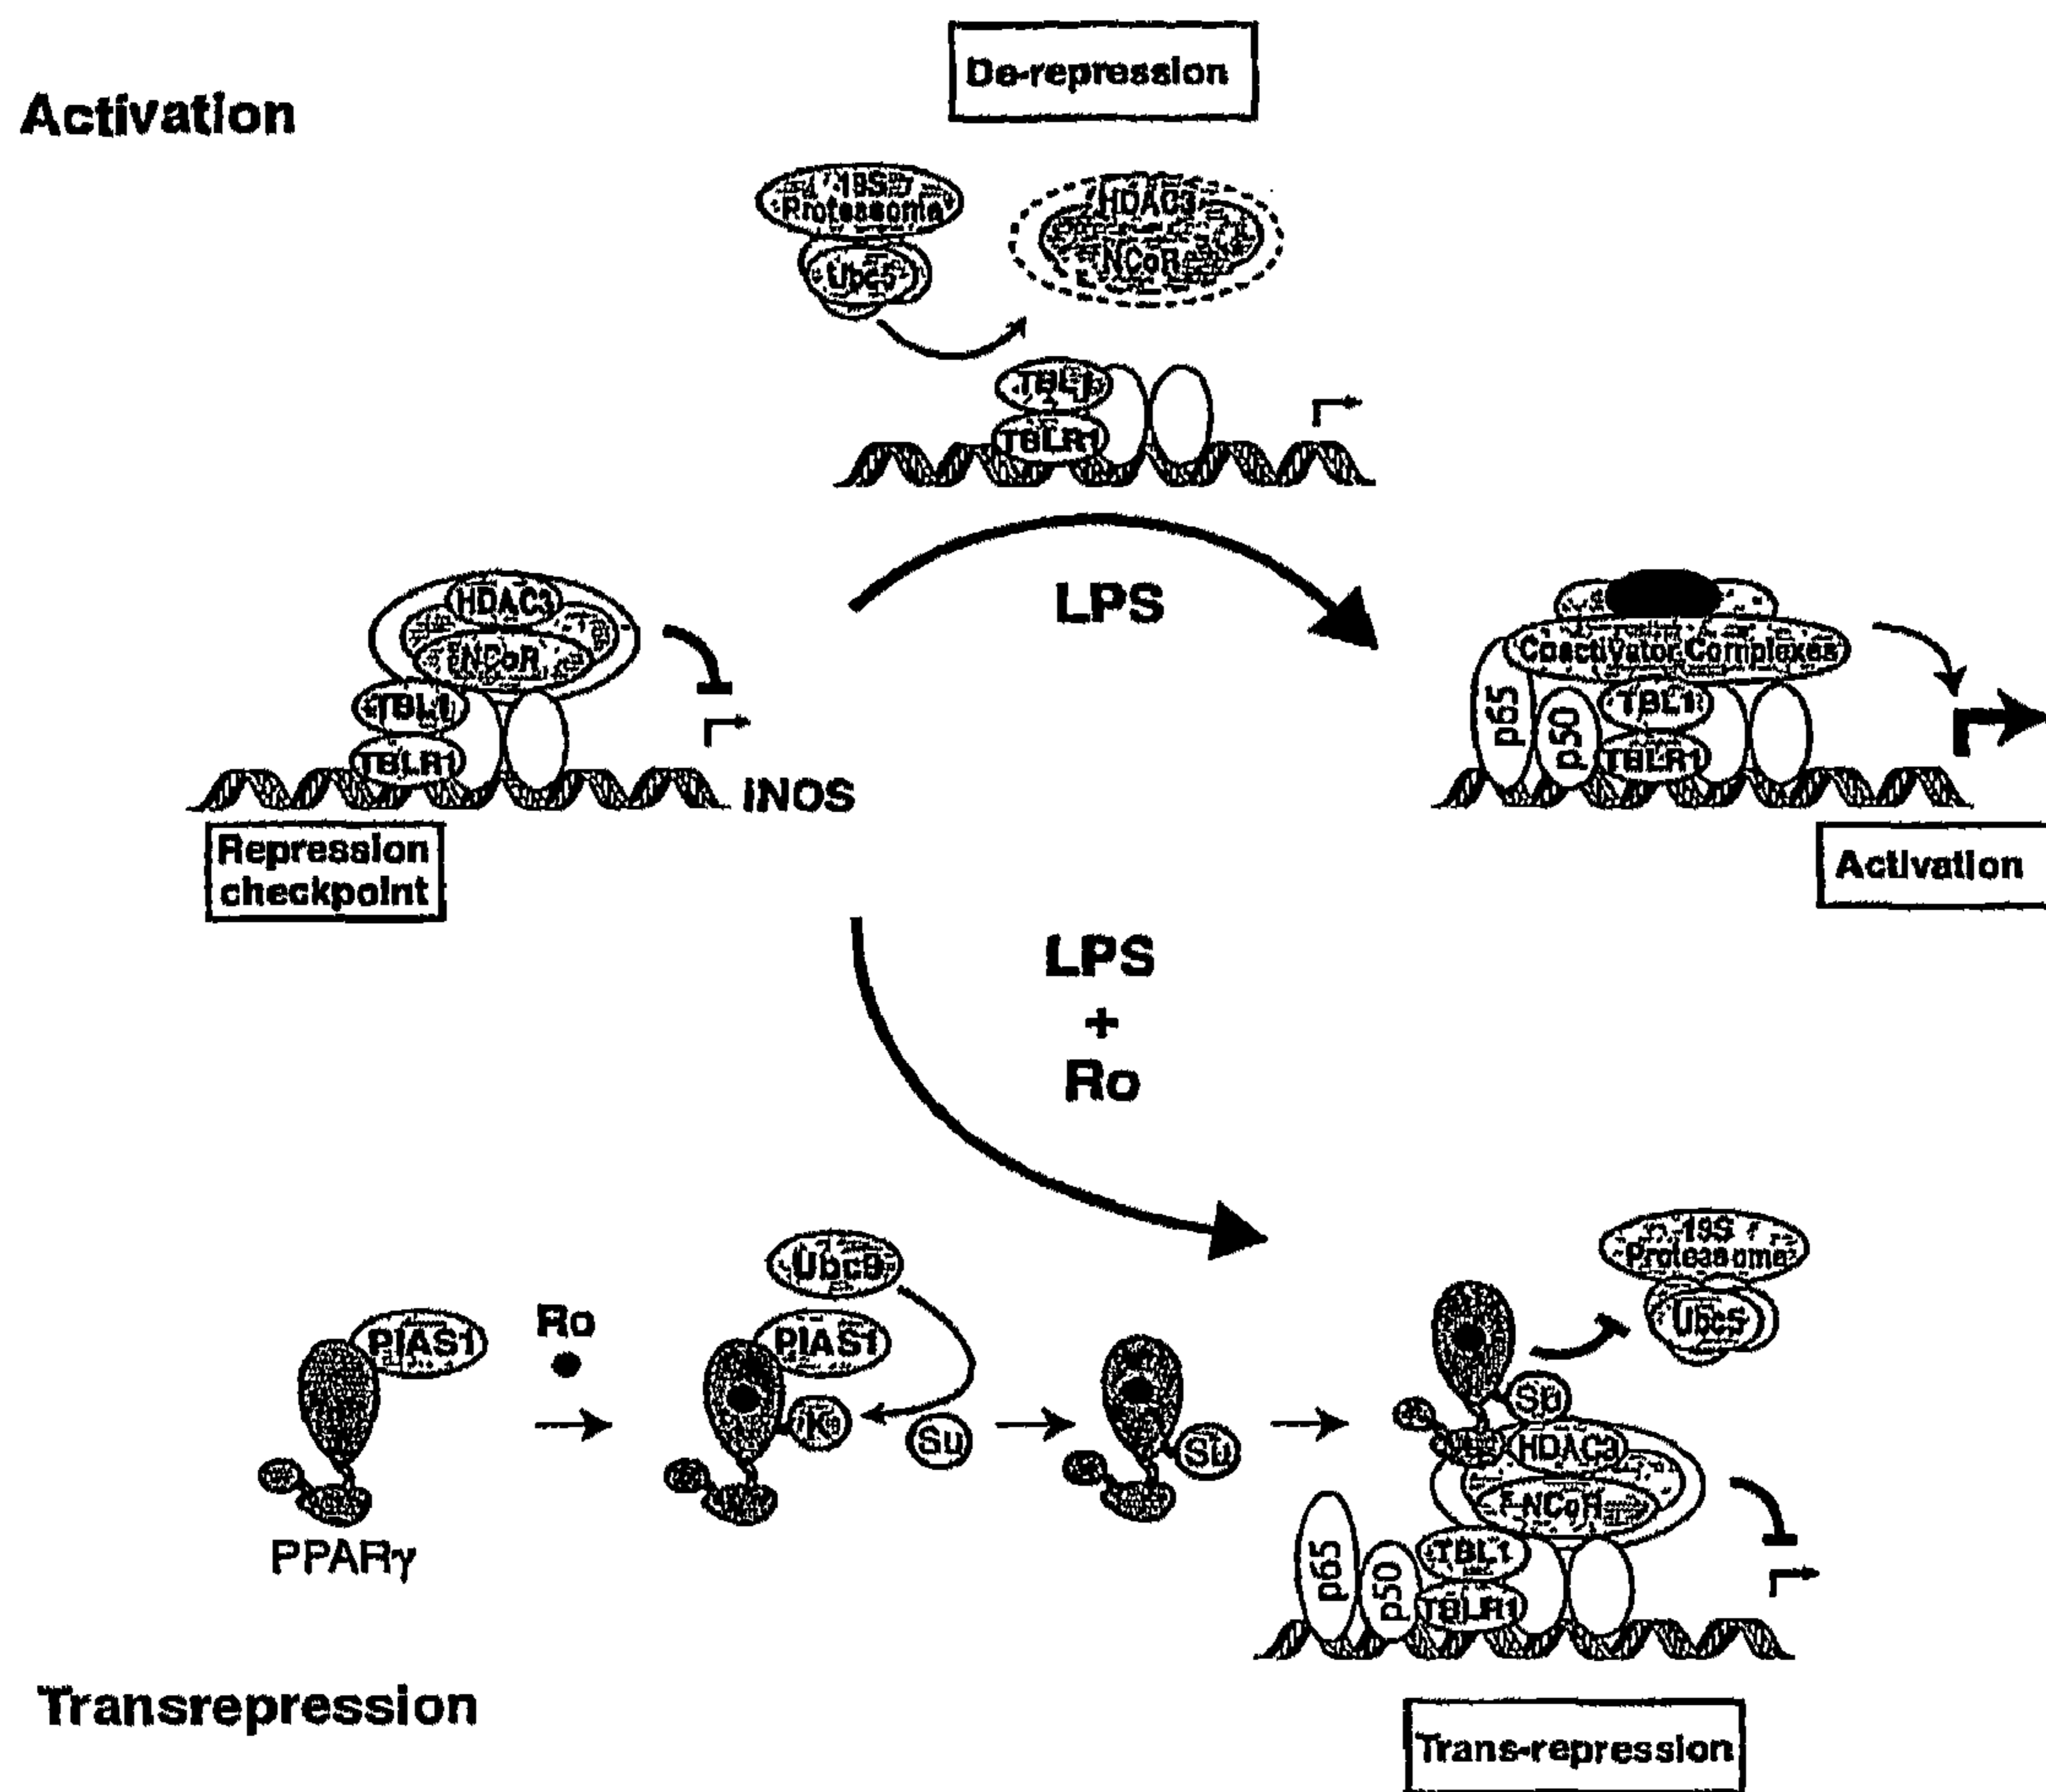 De-repression
Activation
19S
Proteasome
Ubc5
HDAC3
NCoR
TBL1
TBLR1
LPS
HDAC3
NCoR
TBL1
TBLR1
iNOS
Repression
checkpoint
Coactivator Complexes
p65
p50
TBL1
TBLR1
Activation
LPS
+
Ro
PIAS1
PPARγ
Ro
Ubc9
PIAS1
K
Su
Su
19S
Proteasome
Ubc5
Su
HDAC3
NCoR
p65
p50
TBL1
TBLR1
Transrepression
Trans-repression